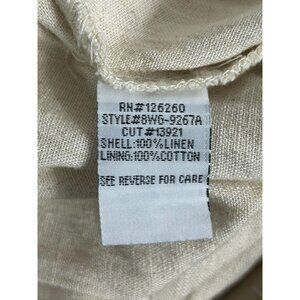 RN#126260
STYLE#8WG-9267A
CUT#13921
SHELL:100%LINEN
LINING:100%COTTON
SEE REVERSE FOR CARE